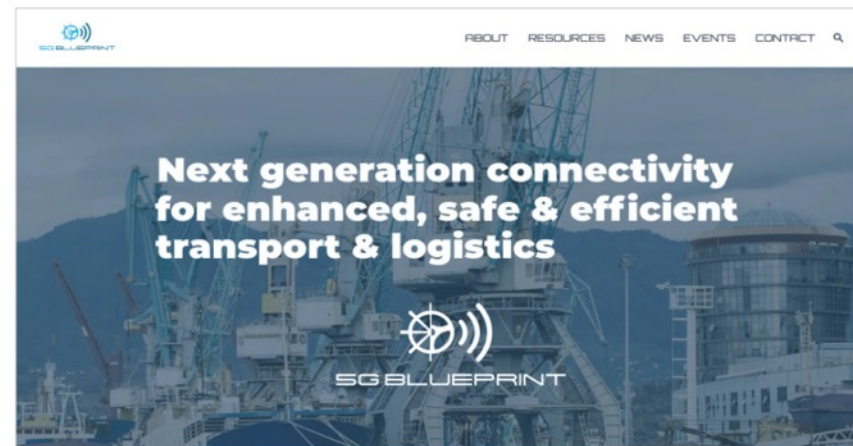 5G BLUEPRINT
ABOUT RESOURCES NEWS EVENTS CONTACT
Next generation connectivity
for enhanced, safe & efficient
transport & logistics
5G BLUEPRINT